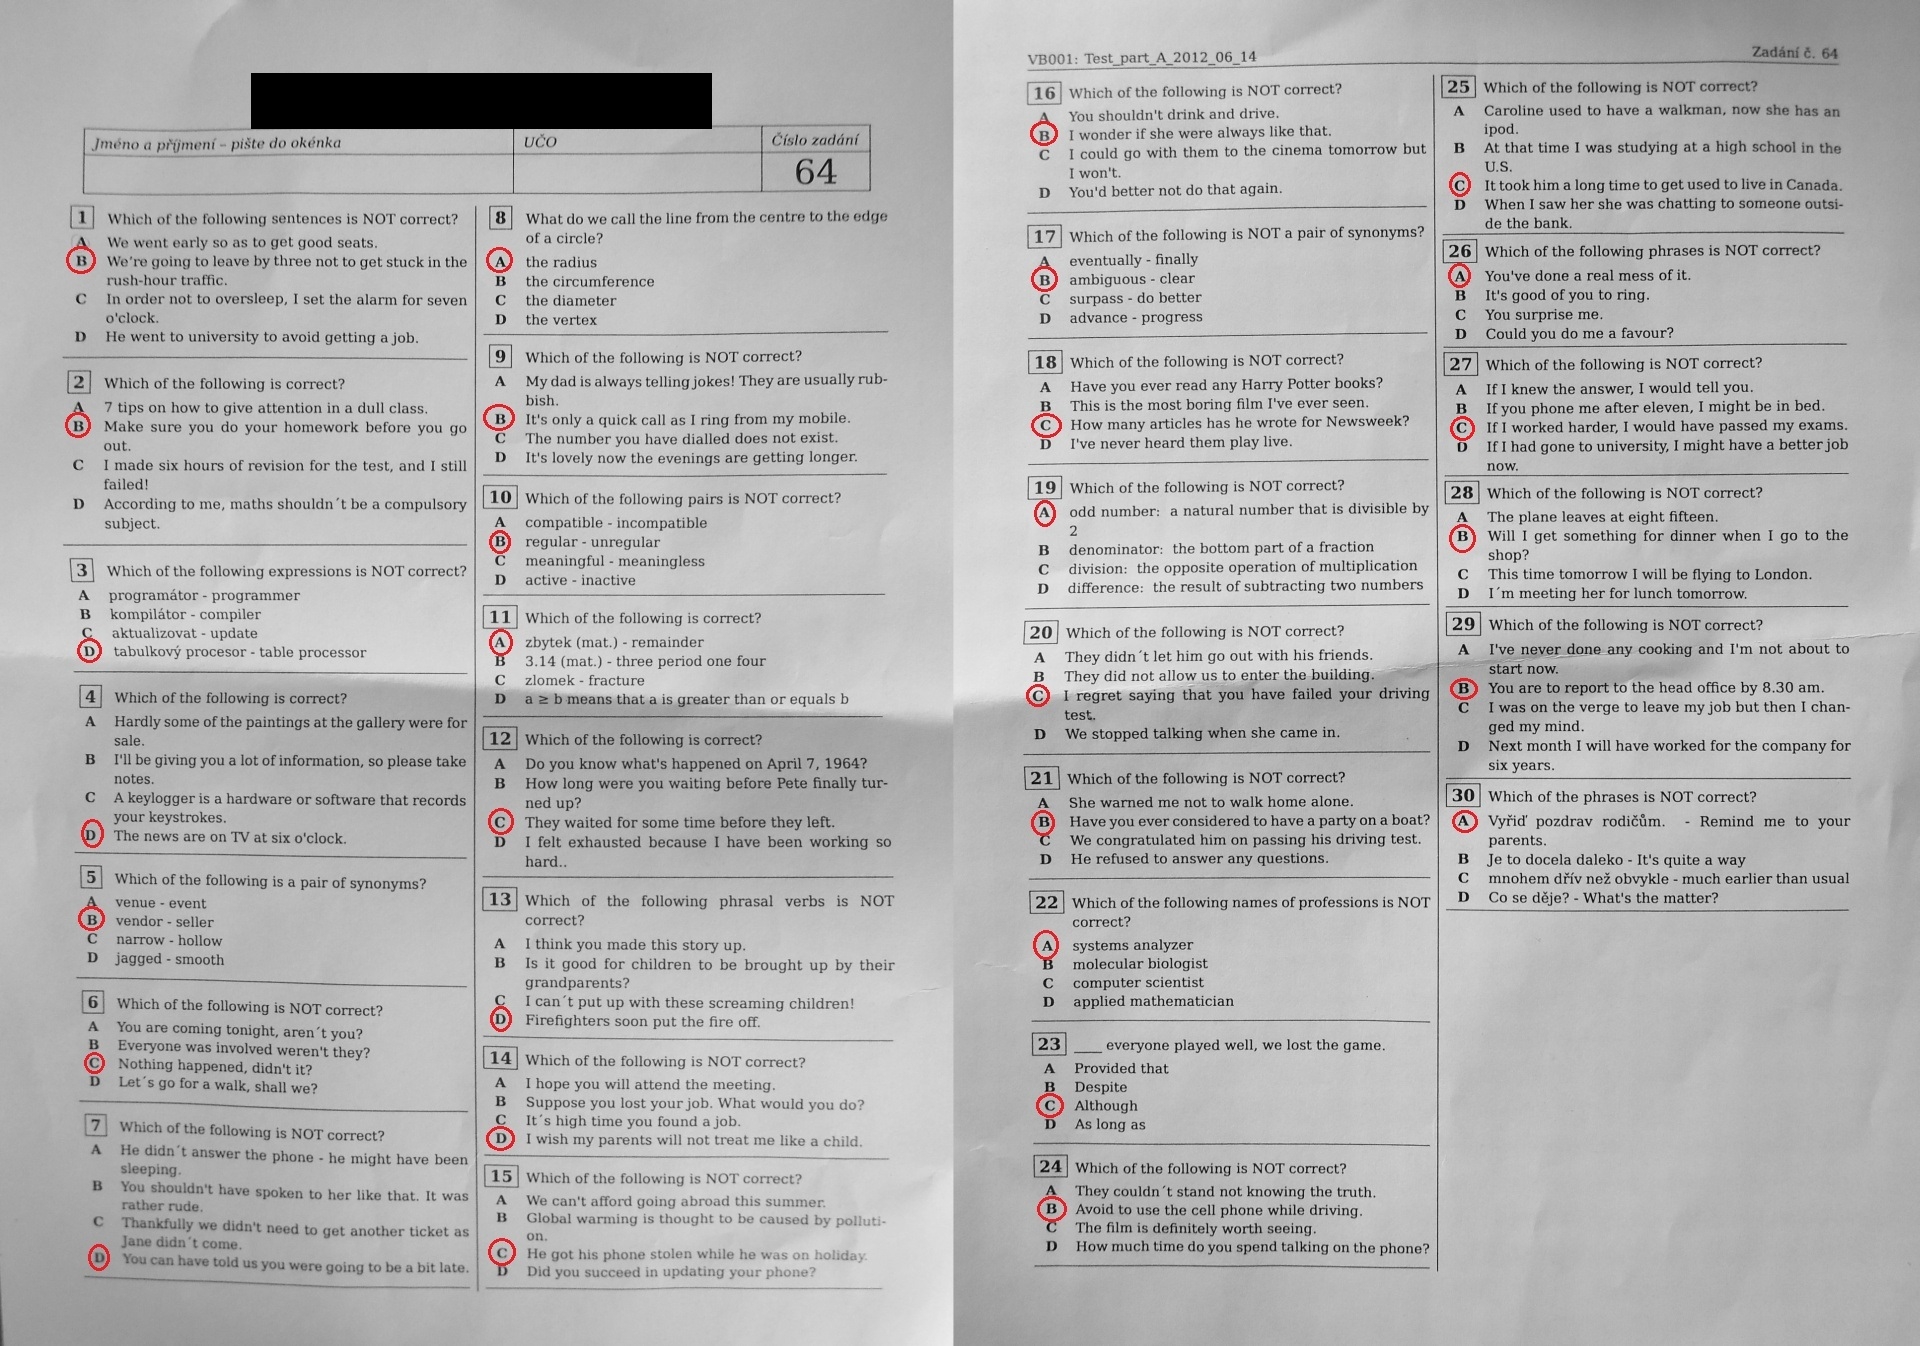 Jméno a příjmení – pište do okénka
UČO
Číslo zadání
64
1 Which of the following sentences is NOT correct?
A We went early so as to get good seats.
B We're going to leave by three not to get stuck in the
rush-hour traffic.
C In order not to oversleep, I set the alarm for seven
o'clock.
D He went to university to avoid getting a job.
2 Which of the following is correct?
A 7 tips on how to give attention in a dull class.
B Make sure you do your homework before you go
out.
C I made six hours of revision for the test, and I still
failed!
D According to me, maths shouldn´t be a compulsory
subject.
3 Which of the following expressions is NOT correct?
A programátor - programmer
B kompilátor - compiler
C aktualizovat - update
D tabulkový procesor - table processor
4 Which of the following is correct?
A Hardly some of the paintings at the gallery were for
sale.
B I'll be giving you a lot of information, so please take
notes.
C A keylogger is a hardware or software that records
your keystrokes.
D The news are on TV at six o'clock.
5 Which of the following is a pair of synonyms?
A venue - event
B vendor - seller
C narrow - hollow
D jagged - smooth
6 Which of the following is NOT correct?
A You are coming tonight, aren´t you?
B Everyone was involved weren't they?
C Nothing happened, didn't it?
D Let´s go for a walk, shall we?
7 Which of the following is NOT correct?
A He didn´t answer the phone - he might have been
sleeping.
B You shouldn't have spoken to her like that. It was
rather rude.
C Thankfully we didn't need to get another ticket as
Jane didn´t come.
D You can have told us you were going to be a bit late.
8 What do we call the line from the centre to the edge
of a circle?
A the radius
B the circumference
C the diameter
D the vertex
9 Which of the following is NOT correct?
A My dad is always telling jokes! They are usually rub-
bish.
B It's only a quick call as I ring from my mobile.
C The number you have dialled does not exist.
D It's lovely now the evenings are getting longer.
10 Which of the following pairs is NOT correct?
A compatible - incompatible
B regular - unregular
C meaningful - meaningless
D active - inactive
11 Which of the following is correct?
A zbytek (mat.) - remainder
B 3.14 (mat.) - three period one four
C zlomek - fracture
D a ≥ b means that a is greater than or equals b
12 Which of the following is correct?
A Do you know what's happened on April 7, 1964?
B How long were you waiting before Pete finally tur-
ned up?
C They waited for some time before they left.
D I felt exhausted because I have been working so
hard..
13 Which of the following phrasal verbs is NOT
correct?
A I think you made this story up.
B Is it good for children to be brought up by their
grandparents?
C I can´t put up with these screaming children!
D Firefighters soon put the fire off.
14 Which of the following is NOT correct?
A I hope you will attend the meeting.
B Suppose you lost your job. What would you do?
C It´s high time you found a job.
D I wish my parents will not treat me like a child.
15 Which of the following is NOT correct?
A We can't afford going abroad this summer.
B Global warming is thought to be caused by polluti-
on.
C He got his phone stolen while he was on holiday.
D Did you succeed in updating your phone?
VB001: Test_part_A_2012_06_14
Zadání č. 64
16 Which of the following is NOT correct?
A You shouldn't drink and drive.
B I wonder if she were always like that.
C I could go with them to the cinema tomorrow but
I won't.
D You'd better not do that again.
17 Which of the following is NOT a pair of synonyms?
A eventually - finally
B ambiguous - clear
C surpass - do better
D advance - progress
18 Which of the following is NOT correct?
A Have you ever read any Harry Potter books?
B This is the most boring film I've ever seen.
C How many articles has he wrote for Newsweek?
D I've never heard them play live.
19 Which of the following is NOT correct?
A odd number: a natural number that is divisible by
2
B denominator: the bottom part of a fraction
C division: the opposite operation of multiplication
D difference: the result of subtracting two numbers
20 Which of the following is NOT correct?
A They didn´t let him go out with his friends.
B They did not allow us to enter the building.
C I regret saying that you have failed your driving
test.
D We stopped talking when she came in.
21 Which of the following is NOT correct?
A She warned me not to walk home alone.
B Have you ever considered to have a party on a boat?
C We congratulated him on passing his driving test.
D He refused to answer any questions.
22 Which of the following names of professions is NOT
correct?
A systems analyzer
B molecular biologist
C computer scientist
D applied mathematician
23 ___ everyone played well, we lost the game.
A Provided that
B Despite
C Although
D As long as
24 Which of the following is NOT correct?
A They couldn´t stand not knowing the truth.
B Avoid to use the cell phone while driving.
C The film is definitely worth seeing.
D How much time do you spend talking on the phone?
25 Which of the following is NOT correct?
A Caroline used to have a walkman, now she has an
ipod.
B At that time I was studying at a high school in the
U.S.
C It took him a long time to get used to live in Canada.
D When I saw her she was chatting to someone outsi-
de the bank.
26 Which of the following phrases is NOT correct?
A You've done a real mess of it.
B It's good of you to ring.
C You surprise me.
D Could you do me a favour?
27 Which of the following is NOT correct?
A If I knew the answer, I would tell you.
B If you phone me after eleven, I might be in bed.
C If I worked harder, I would have passed my exams.
D If I had gone to university, I might have a better job
now.
28 Which of the following is NOT correct?
A The plane leaves at eight fifteen.
B Will I get something for dinner when I go to the
shop?
C This time tomorrow I will be flying to London.
D I´m meeting her for lunch tomorrow.
29 Which of the following is NOT correct?
A I've never done any cooking and I'm not about to
start now.
B You are to report to the head office by 8.30 am.
C I was on the verge to leave my job but then I chan-
ged my mind.
D Next month I will have worked for the company for
six years.
30 Which of the phrases is NOT correct?
A Vyřiď pozdrav rodičům. - Remind me to your
parents.
B Je to docela daleko - It's quite a way
C mnohem dřív než obvykle - much earlier than usual
D Co se děje? - What's the matter?